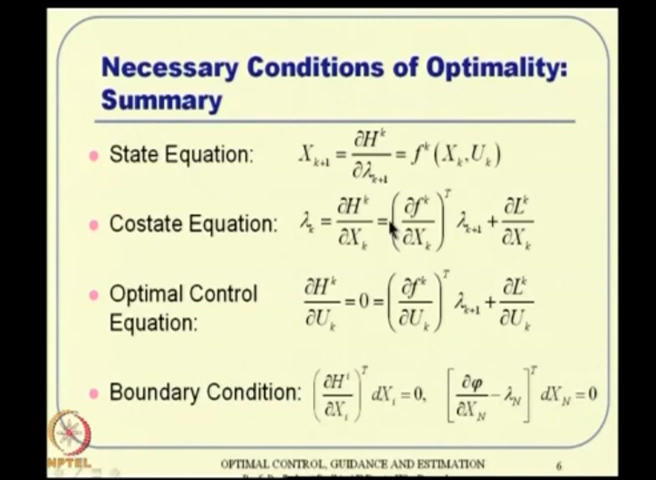 Necessary Conditions of Optimality:
Summary
• State Equation: X_{k+1} = ∂H^k/∂λ_{k+1} = f^k (X_k, U_k)
• Costate Equation: λ_k = ∂H^k/∂X_k = (∂f^k/∂X_k)^T λ_{k+1} + ∂L^k/∂X_k
• Optimal Control
Equation: ∂H^k/∂U_k = 0 = (∂f^k/∂U_k)^T λ_{k+1} + ∂L^k/∂U_k
• Boundary Condition: (∂H^i/∂X_i)^T dX_i = 0, [∂φ/∂X_N − λ_N]^T dX_N = 0
NPTEL
OPTIMAL CONTROL, GUIDANCE AND ESTIMATION 6